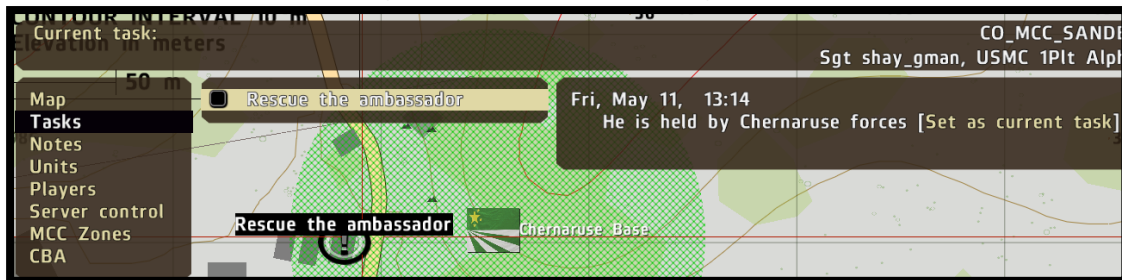 CONTOUR INTERVAL 10 m
Elevation in meters
Current task:
CO_MCC_SANDE
Sgt shay_gman, USMC 1Plt Alph
50 m
Map
Tasks
Notes
Units
Players
Server control
MCC Zones
CBA
Rescue the ambassador
Fri, May 11, 13:14
He is held by Chernaruse forces [Set as current task]
Rescue the ambassador
Chernaruse Base